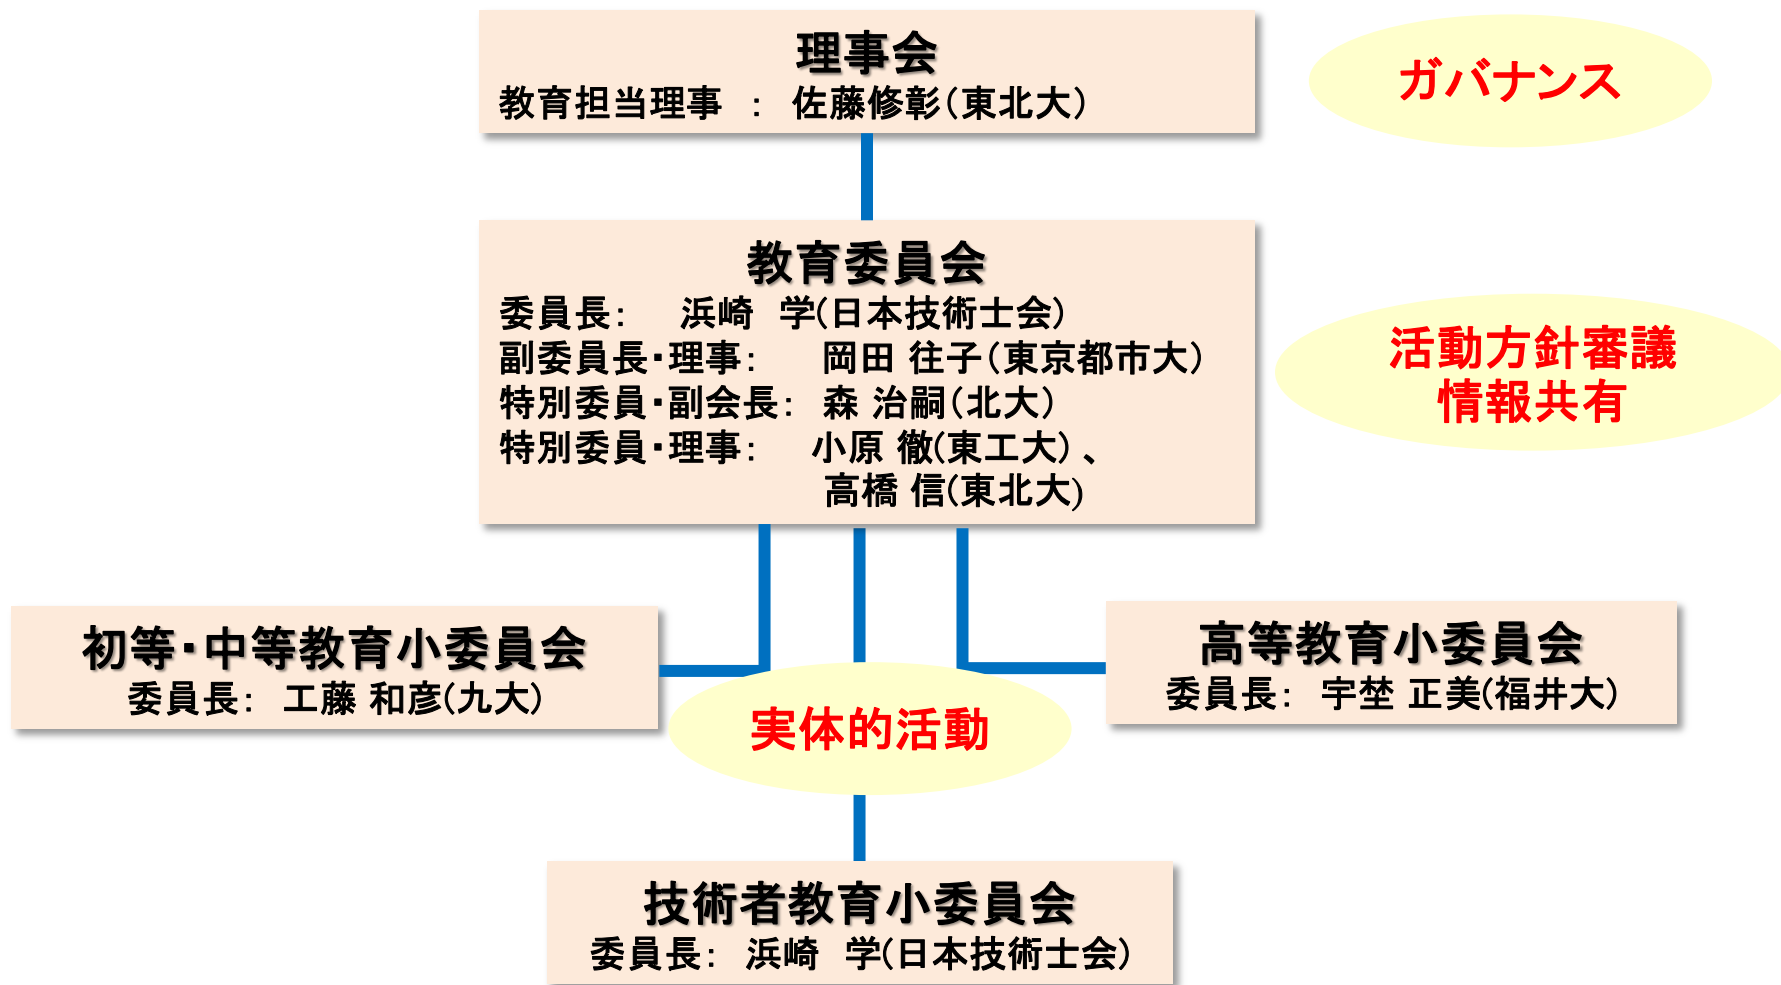 理事会
教育担当理事　：　佐藤修彰（東北大）
ガバナンス
教育委員会
委員長：　浜崎　学(日本技術士会)
副委員長・理事：　岡田 往子（東京都市大）
特別委員・副会長：　森 治嗣（北大）
特別委員・理事：　小原 徹(東工大) 、
高橋 信(東北大)
活動方針審議
情報共有
初等・中等教育小委員会
委員長：　工藤 和彦(九大)
高等教育小委員会
委員長：　宇埜 正美(福井大)
実体的活動
技術者教育小委員会
委員長：　浜崎　学(日本技術士会)